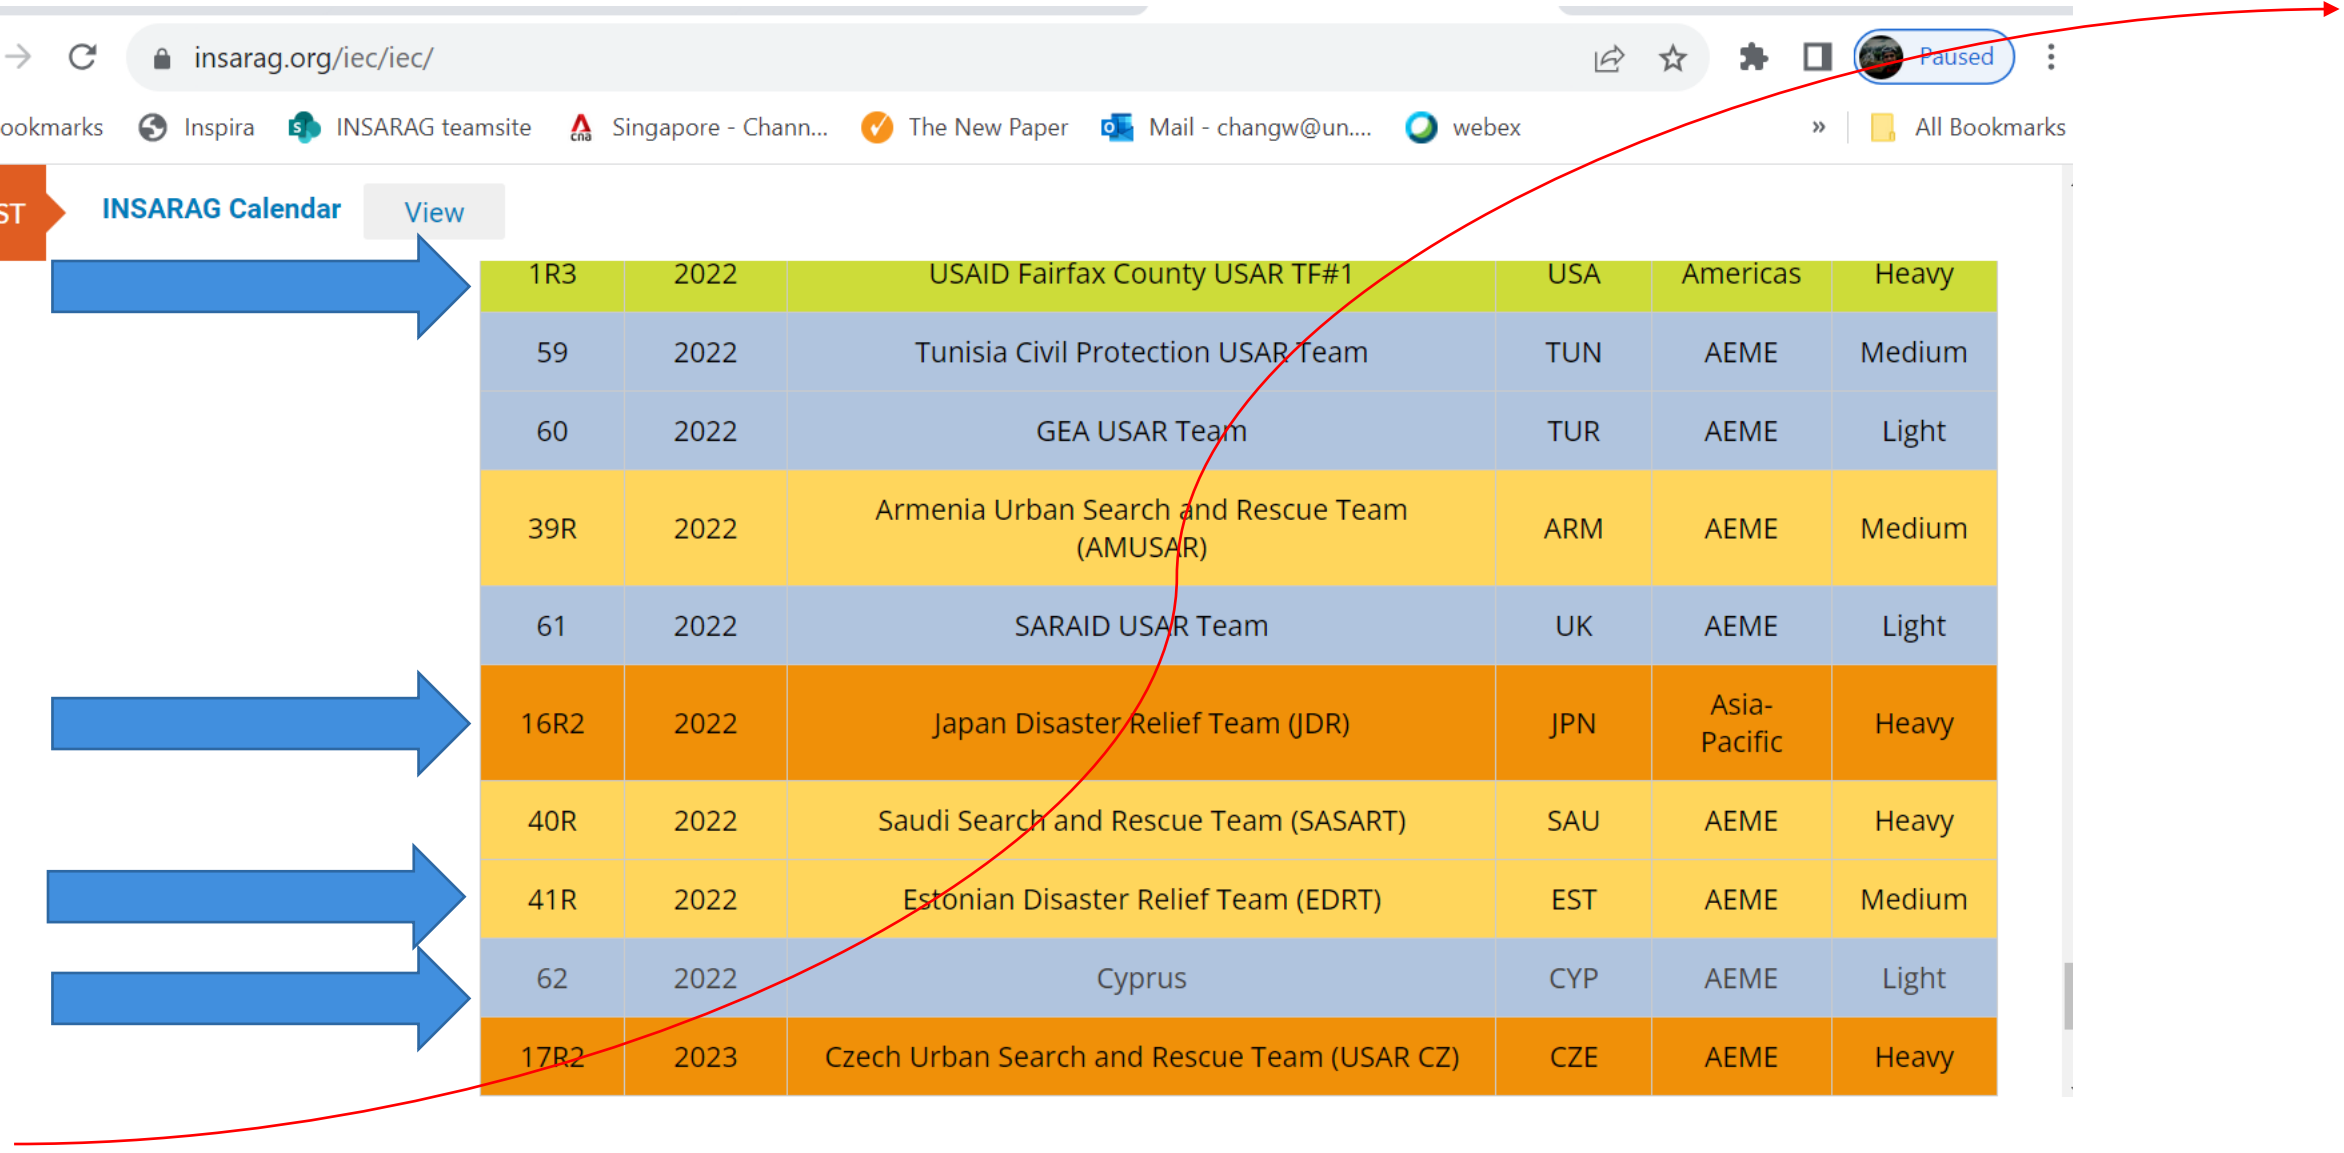 insarag.org/iec/iec/
Paused
ookmarks Inspira INSARAG teamsite Singapore - Chann... The New Paper Mail - changw@un.... webex » All Bookmarks
ST INSARAG Calendar View
1R3 2022 USAID Fairfax County USAR TF#1 USA Americas Heavy
59 2022 Tunisia Civil Protection USAR Team TUN AEME Medium
60 2022 GEA USAR Team TUR AEME Light
39R 2022 Armenia Urban Search and Rescue Team
(AMUSAR) ARM AEME Medium
61 2022 SARAID USAR Team UK AEME Light
16R2 2022 Japan Disaster Relief Team (JDR) JPN Asia-
Pacific Heavy
40R 2022 Saudi Search and Rescue Team (SASART) SAU AEME Heavy
41R 2022 Estonian Disaster Relief Team (EDRT) EST AEME Medium
62 2022 Cyprus CYP AEME Light
17R2 2023 Czech Urban Search and Rescue Team (USAR CZ) CZE AEME Heavy